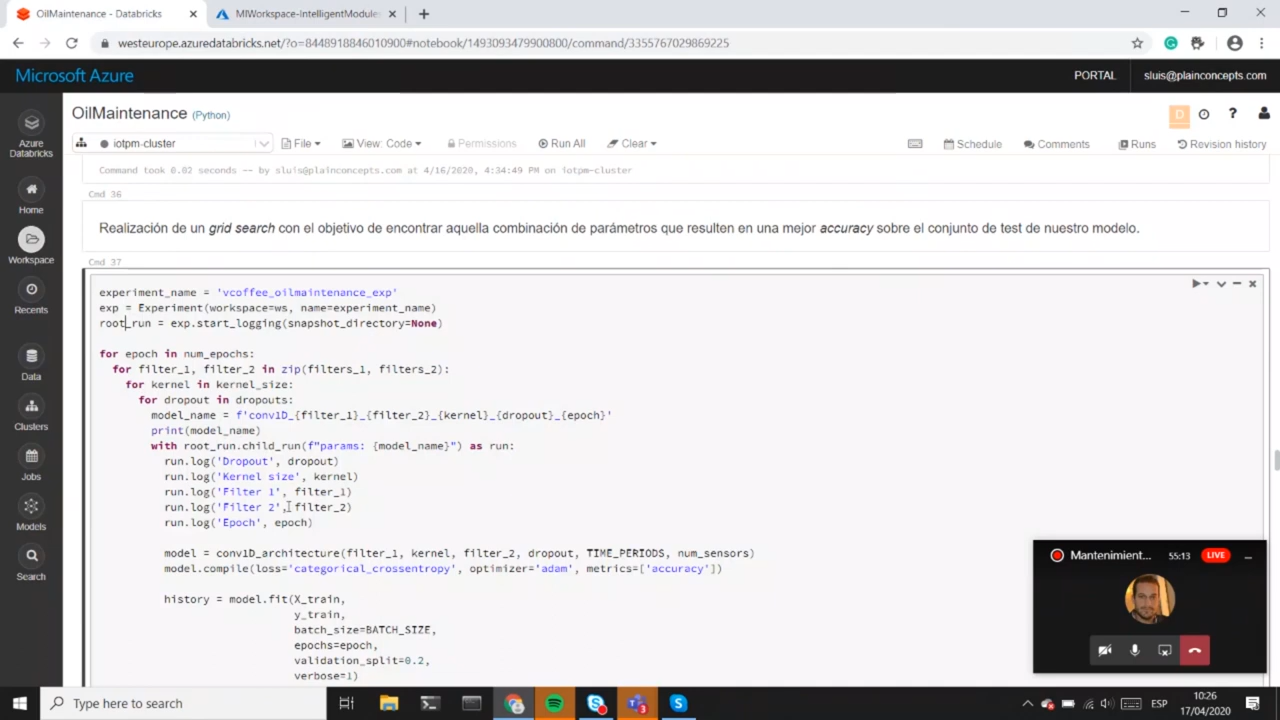 OilMaintenance - Databricks
MlWorkspace-IntelligentModules
westeurope.azuredatabricks.net/?o=8448918846010900#notebook/1493093479900800/command/3355767029869225
Microsoft Azure
PORTAL
sluis@plainconcepts.com
Azure
Databricks
Home
Workspace
Recents
Data
Clusters
Jobs
Models
Search
OilMaintenance (Python)
D
?
iotpm-cluster
File
View: Code
Permissions
Run All
Clear
Schedule
Comments
Runs
Revision history
Command took 0.02 seconds -- by sluis@plainconcepts.com at 4/16/2020, 4:34:49 PM on iotpm-cluster
Cmd 36
Realización de un grid search con el objetivo de encontrar aquella combinación de parámetros que resulten en una mejor accuracy sobre el conjunto de test de nuestro modelo.
Cmd 37
experiment_name = 'vcoffee_oilmaintenance_exp'
exp = Experiment(workspace=ws, name=experiment_name)
root_run = exp.start_logging(snapshot_directory=None)
for epoch in num_epochs:
for filter_1, filter_2 in zip(filters_1, filters_2):
for kernel in kernel_size:
for dropout in dropouts:
model_name = f'conv1D_{filter_1}_{filter_2}_{kernel}_{dropout}_{epoch}'
print(model_name)
with root_run.child_run(f"params: {model_name}") as run:
run.log('Dropout', dropout)
run.log('Kernel size', kernel)
run.log('Filter 1', filter_1)
run.log('Filter 2', filter_2)
run.log('Epoch', epoch)
model = conv1D_architecture(filter_1, kernel, filter_2, dropout, TIME_PERIODS, num_sensors)
model.compile(loss='categorical_crossentropy', optimizer='adam', metrics=['accuracy'])
history = model.fit(X_train,
y_train,
batch_size=BATCH_SIZE,
epochs=epoch,
validation_split=0.2,
verbose=1)
Mantenimient...
55:13
LIVE
Type here to search
ESP
10:26
17/04/2020